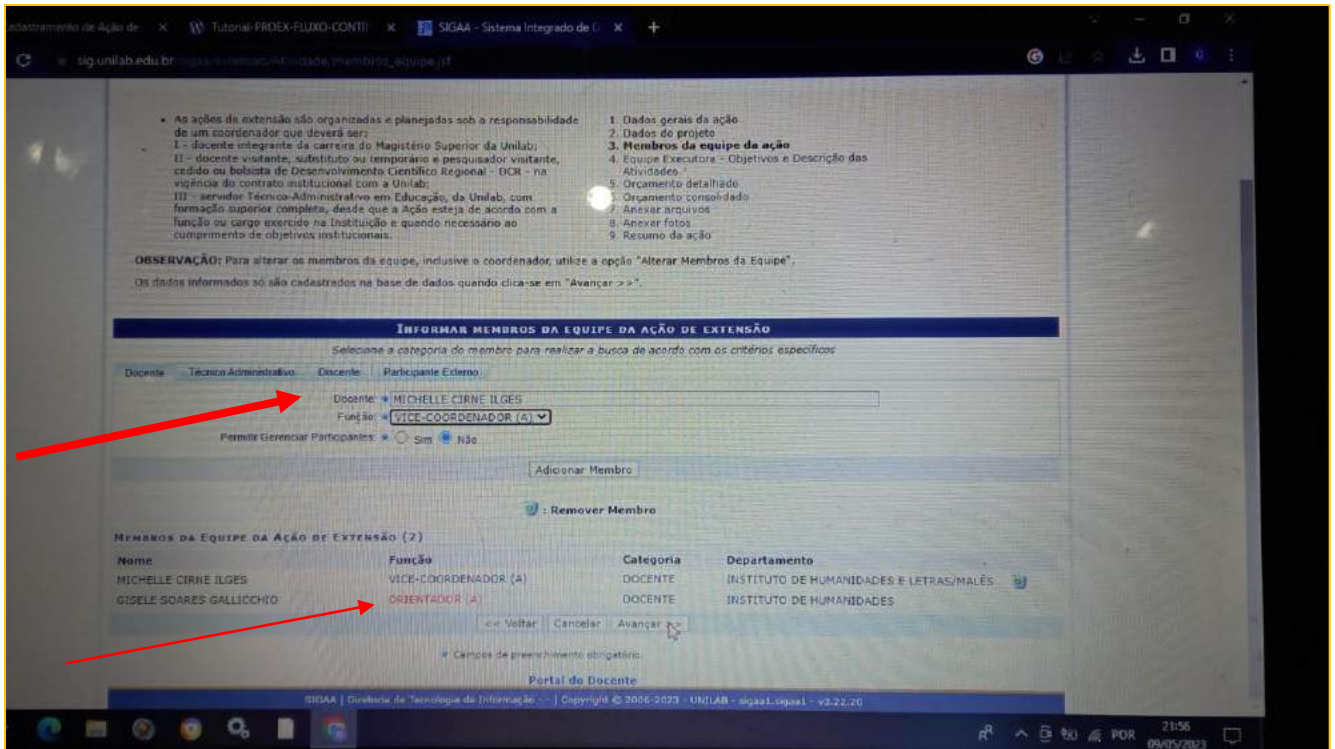 adastramento de Ação de
Tutorial-PROEX-FLUXO-CONTÍ
SIGAA - Sistema Integrado de G
sig.unilab.edu.br/sigaa/extensao/Atividade/membros_equipe.jsf
• As ações de extensão são organizadas e planejados sob a responsabilidade
de um coordenador que deverá ser:
I - docente integrante da carreira do Magistério Superior da Unilab;
II - docente visitante, substituto ou temporário e pesquisador visitante,
cedido ou bolsista de Desenvolvimento Científico Regional - DCR - na
vigência do contrato institucional com a Unilab;
III - servidor Técnico-Administrativo em Educação, da Unilab, com
formação superior completa, desde que a Ação esteja de acordo com a
função ou cargo exercido na Instituição e quando necessário ao
cumprimento de objetivos institucionais.
1. Dados gerais da ação
2. Dados do projeto
3. Membros da equipe da ação
4. Equipe Executora - Objetivos e Descrição das
Atividades
5. Orçamento detalhado
6. Orçamento consolidado
7. Anexar arquivos
8. Anexar fotos
9. Resumo da ação
OBSERVAÇÃO: Para alterar os membros da equipe, inclusive o coordenador, utilize a opção "Alterar Membros da Equipe".
Os dados informados só são cadastrados na base de dados quando clica-se em "Avançar >>".
INFORMAR MEMBROS DA EQUIPE DA AÇÃO DE EXTENSÃO
Selecione a categoria do membro para realizar a busca de acordo com os critérios específicos
Docente Técnico Administrativo Discente Participante Externo
Docente: MICHELLE CIRNE ILGES
Função: VICE-COORDENADOR (A)
Permitir Gerenciar Participantes: Sim Não
Adicionar Membro
: Remover Membro
MEMBROS DA EQUIPE DA AÇÃO DE EXTENSÃO (2)
Nome Função Categoria Departamento
MICHELLE CIRNE ILGES VICE-COORDENADOR (A) DOCENTE INSTITUTO DE HUMANIDADES E LETRAS/MALÊS
GISELE SOARES GALLICCHIO ORIENTADOR (A) DOCENTE INSTITUTO DE HUMANIDADES
<< Voltar Cancelar Avançar >>
Campos de preenchimento obrigatório.
Portal do Docente
SIGAA | Diretoria de Tecnologia da Informação - - | Copyright © 2006-2023 - UNILAB - sigaa1.sigaa1 - v3.22.20
POR
21:56
09/05/2023